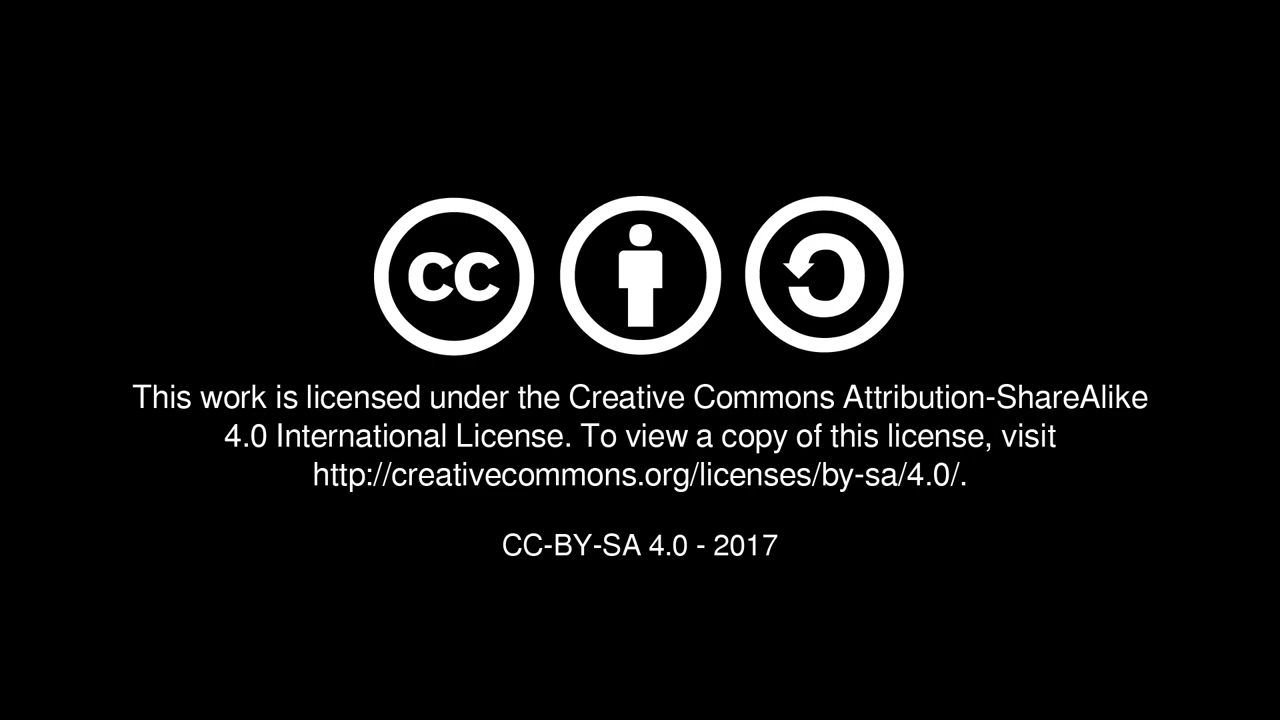 cc
This work is licensed under the Creative Commons Attribution-ShareAlike
4.0 International License. To view a copy of this license, visit
http://creativecommons.org/licenses/by-sa/4.0/.
CC-BY-SA 4.0 - 2017